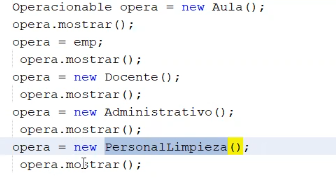 Operacionable opera = new Aula();
opera.mostrar();
opera = emp;
opera.mostrar();
opera = new Docente();
opera.mostrar();
opera = new Administrativo();
opera.mostrar();
opera = new PersonalLimpieza();
opera.mostrar();